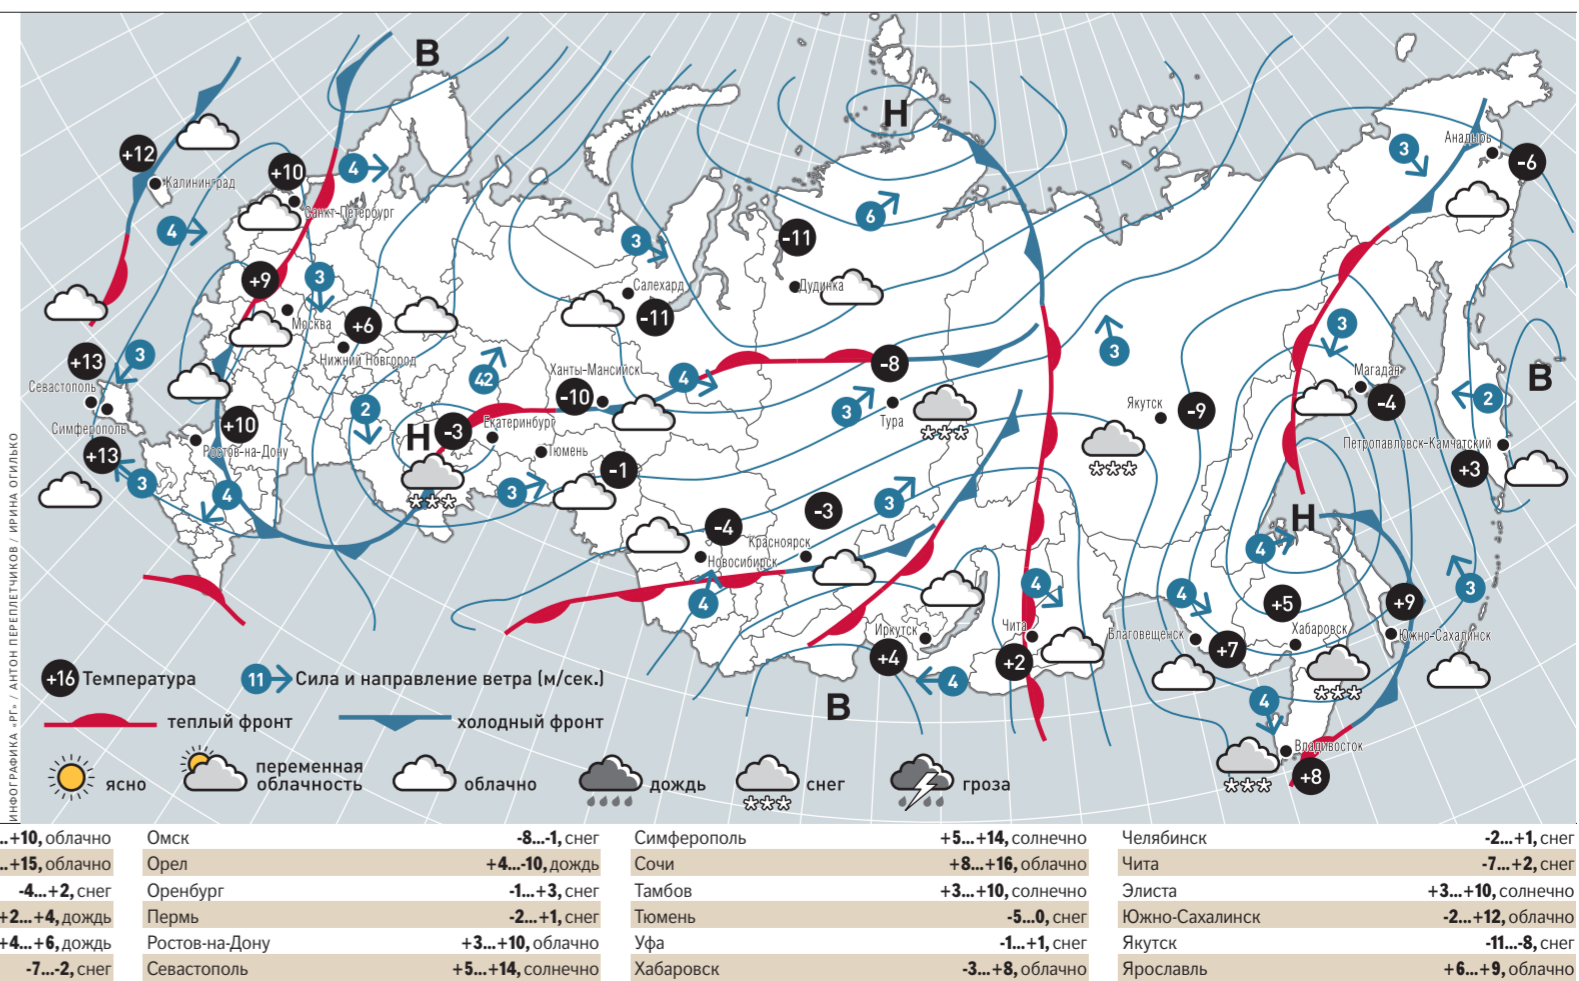 ИНФОГРАФИКА «РГ» / АНТОН ПЕРЕПЛЕТЧИКОВ / ИРИНА ОГИЛЬКО
В
Н
+12
Калининград
+10
4
Санкт-Петербург
4
+9
3
Москва
+6
Нижний Новгород
+13
3
Севастополь
Симферополь
+13
3
+10
Ростов-на-Дону
4
2
Н
-3
42
Екатеринбург
Тюмень
3
-1
3
Салехард
-11
-11
Дудинка
6
Ханты-Мансийск
-10
4
-8
3
Тура
3
Якутск
-9
3
Анадырь
-6
3
Магадан
-4
2
В
Петропавловск-Камчатский
+3
-4
Новосибирск
4
-3
Красноярск
3
Иркутск
+4
4
В
4
Чита
+2
Н
4
4
Благовещенск
+7
+5
Хабаровск
+9
Южно-Сахалинск
3
4
Владивосток
+8
+16 Температура
11 Сила и направление ветра (м/сек.)
теплый фронт
холодный фронт
ясно
переменная
облачность
облачно
дождь
снег
гроза
..+10, облачно
..+15, облачно
-4...+2, снег
+2...+4, дождь
+4...+6, дождь
-7...-2, снег
Омск -8...-1, снег
Орел +4...-10, дождь
Оренбург -1...+3, снег
Пермь -2...+1, снег
Ростов-на-Дону +3...+10, облачно
Севастополь +5...+14, солнечно
Симферополь +5...+14, солнечно
Сочи +8...+16, облачно
Тамбов +3...+10, солнечно
Тюмень -5...0, снег
Уфа -1...+1, снег
Хабаровск -3...+8, облачно
Челябинск -2...+1, снег
Чита -7...+2, снег
Элиста +3...+10, солнечно
Южно-Сахалинск -2...+12, облачно
Якутск -11...-8, снег
Ярославль +6...+9, облачно